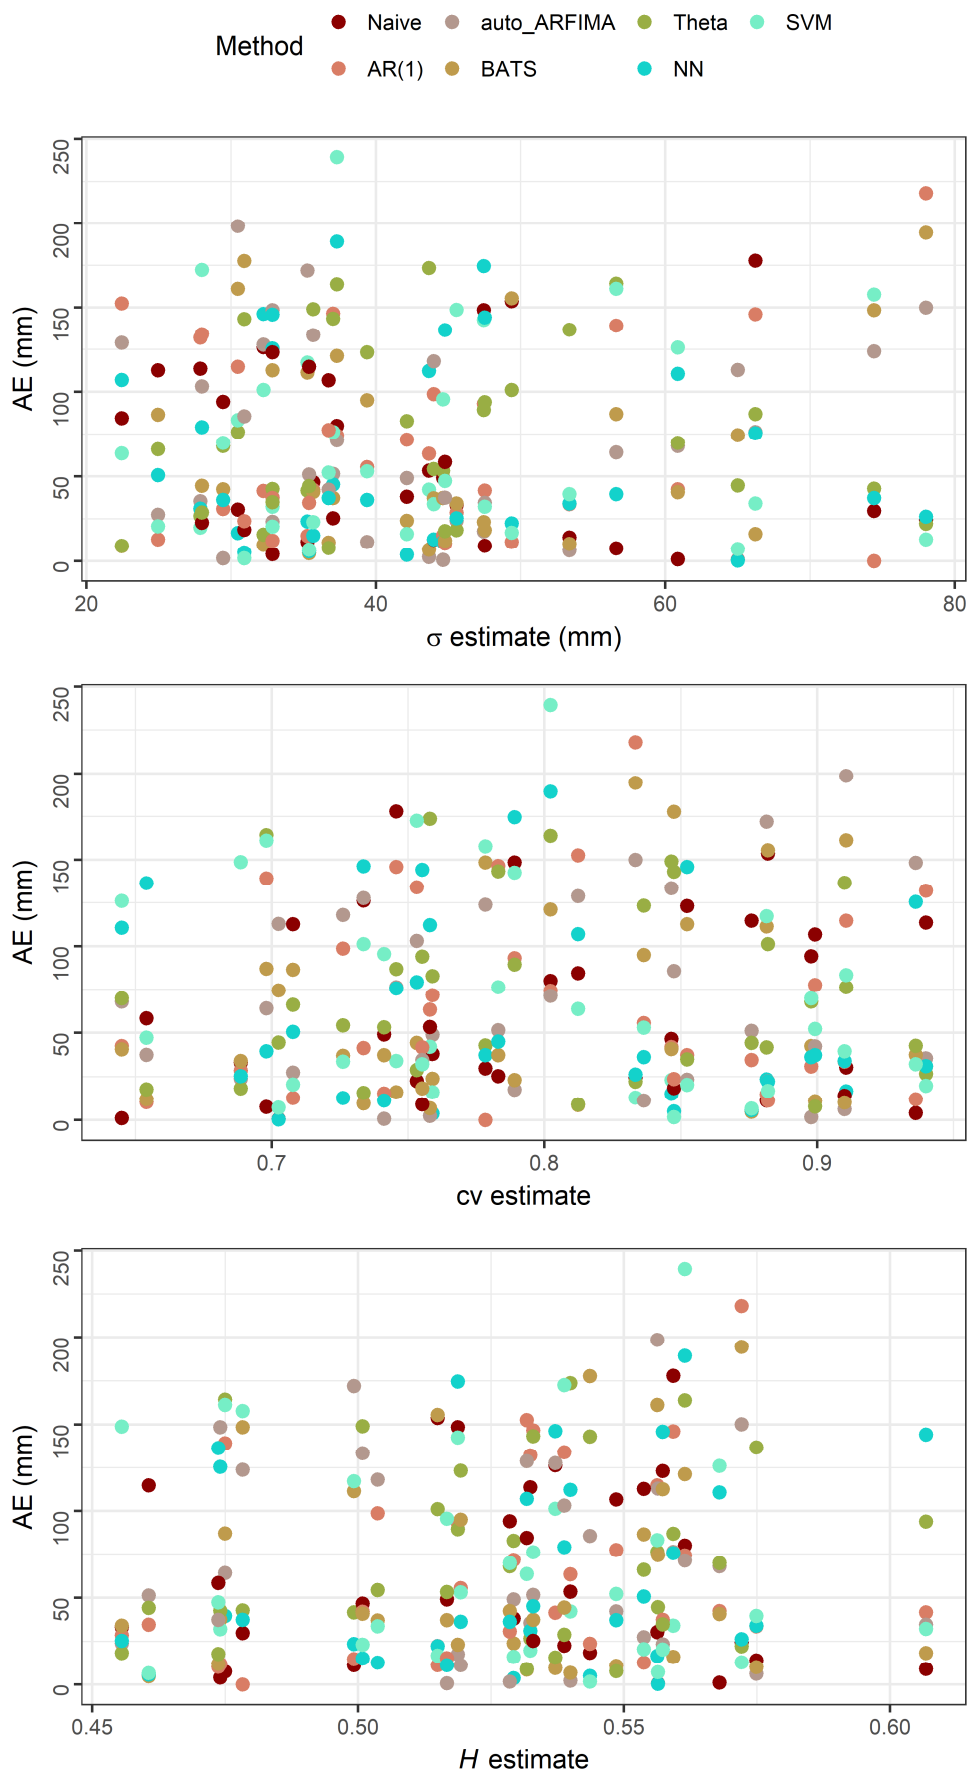 Method
Naive
auto_ARFIMA
Theta
SVM
AR(1)
BATS
NN
AE (mm)
250
200
150
100
50
0
20
40
60
80
σ estimate (mm)
AE (mm)
250
200
150
100
50
0
0.7
0.8
0.9
cv estimate
AE (mm)
250
200
150
100
50
0
0.45
0.50
0.55
0.60
H estimate